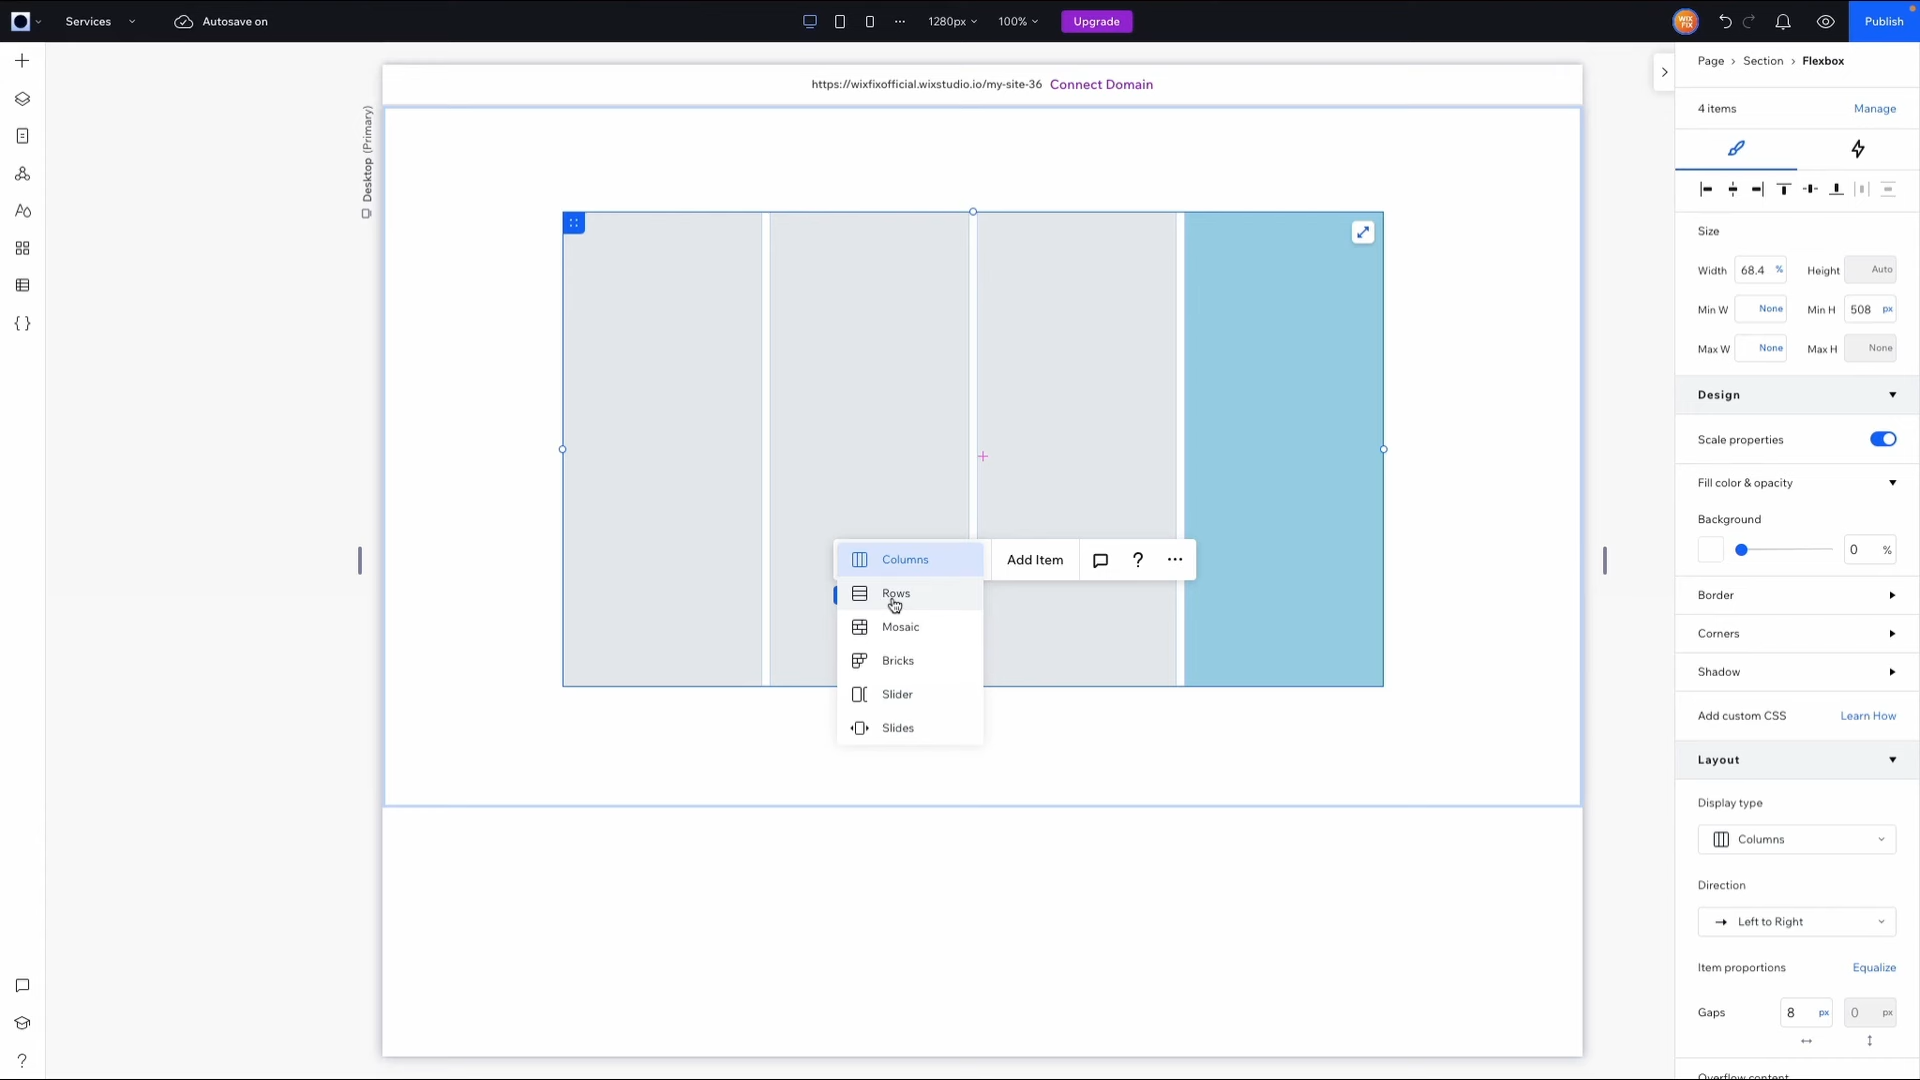 Services
Autosave on
1280px
100%
Upgrade
WIX
FIX
Publish
https://wixfixofficial.wixstudio.io/my-site-36 Connect Domain
Desktop (Primary)
Page > Section > Flexbox
4 items
Manage
Size
Width 68.4 %
Height Auto
Min W None
Min H 508 px
Max W None
Max H None
Design
Scale properties
Fill color & opacity
Background
0 %
Border
Corners
Shadow
Add custom CSS
Learn How
Layout
Display type
Columns
Direction
Left to Right
Item proportions
Equalize
Gaps 8 px 0 px
Overflow content
Columns
Add Item
?
Rows
Mosaic
Bricks
Slider
Slides
?